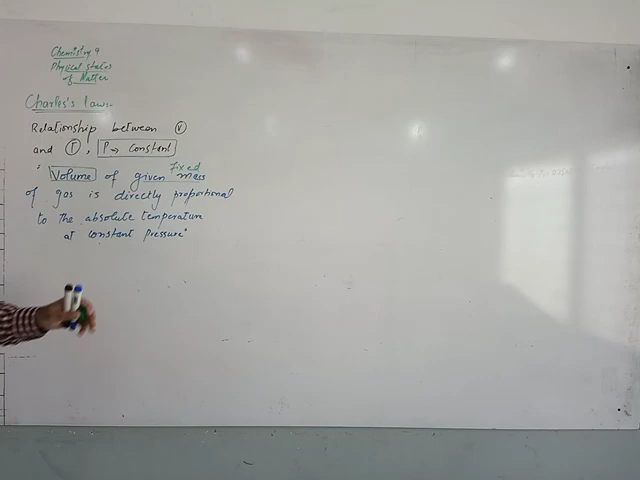 Chemistry 9
Physical states
of Matter
Charles's law:
Relationship between V
and T, P → constant
Fixed
"Volume of given mass
of gas is directly proportional
to the absolute temperature
at constant pressure"